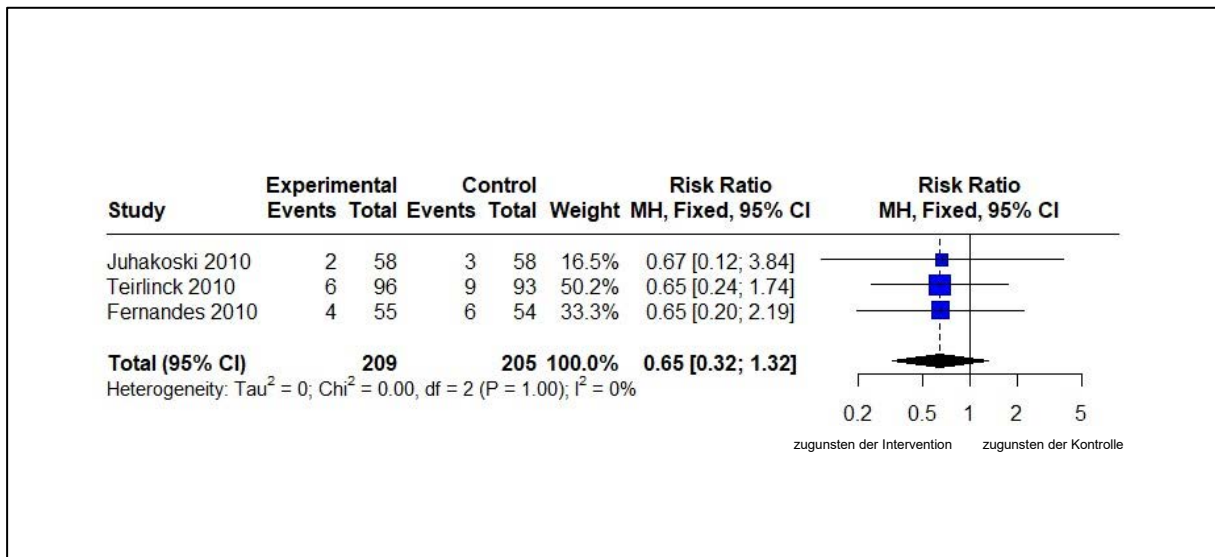 Experimental Control Risk Ratio Risk Ratio
Study Events Total Events Total Weight MH, Fixed, 95% CI MH, Fixed, 95% CI
Juhakoski 2010 2 58 3 58 16.5% 0.67 [0.12; 3.84]
Teirlinck 2010 6 96 9 93 50.2% 0.65 [0.24; 1.74]
Fernandes 2010 4 55 6 54 33.3% 0.65 [0.20; 2.19]
Total (95% CI) 209 205 100.0% 0.65 [0.32; 1.32]
Heterogeneity: Tau² = 0; Chi² = 0.00, df = 2 (P = 1.00); I² = 0%
0.2 0.5 1 2 5
zugunsten der Intervention zugunsten der Kontrolle